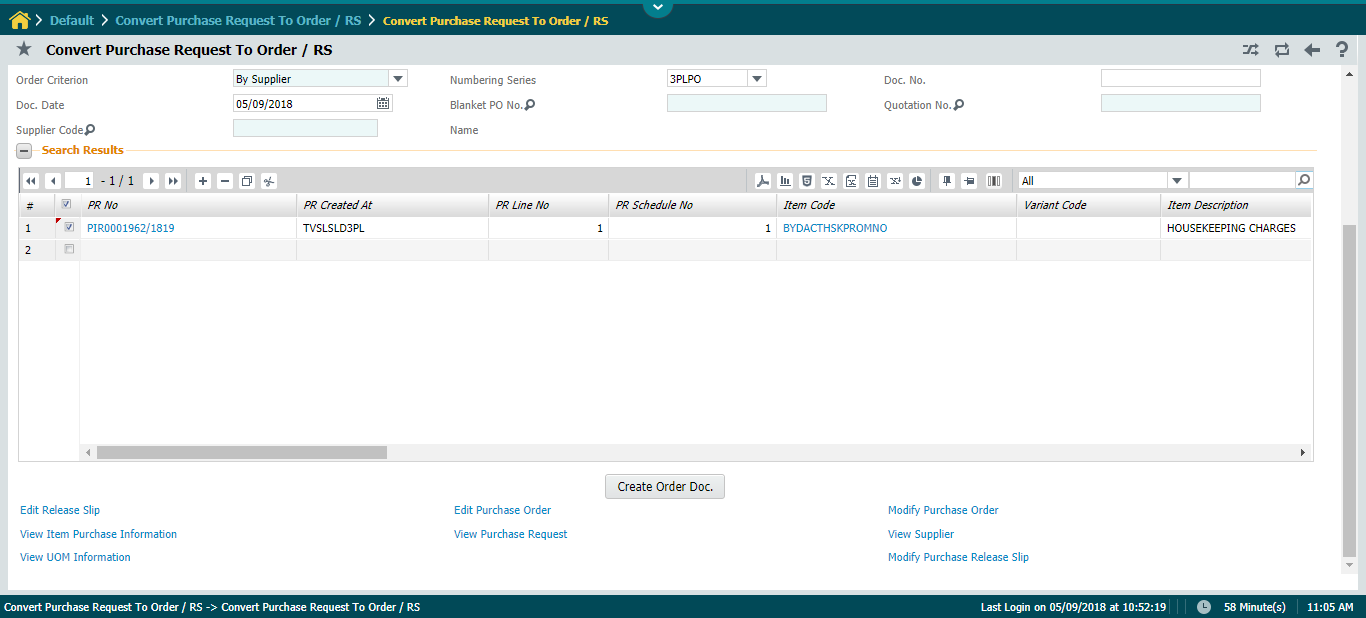 Default Convert Purchase Request To Order / RS Convert Purchase Request To Order / RS
Convert Purchase Request To Order / RS
Order Criterion By Supplier Numbering Series 3PLPO Doc. No.
Doc. Date 05/09/2018 Blanket PO No. Quotation No.
Supplier Code Name
Search Results
1 - 1 / 1 All
# PR No PR Created At PR Line No PR Schedule No Item Code Variant Code Item Description
1 PIR0001962/1819 TVSLSLD3PL 1 1 BYDACTHSKPROMNO HOUSEKEEPING CHARGES
2
Create Order Doc.
Edit Release Slip Edit Purchase Order Modify Purchase Order
View Item Purchase Information View Purchase Request View Supplier
View UOM Information Modify Purchase Release Slip
Convert Purchase Request To Order / RS -> Convert Purchase Request To Order / RS Last Login on 05/09/2018 at 10:52:19 58 Minute(s) 11:05 AM